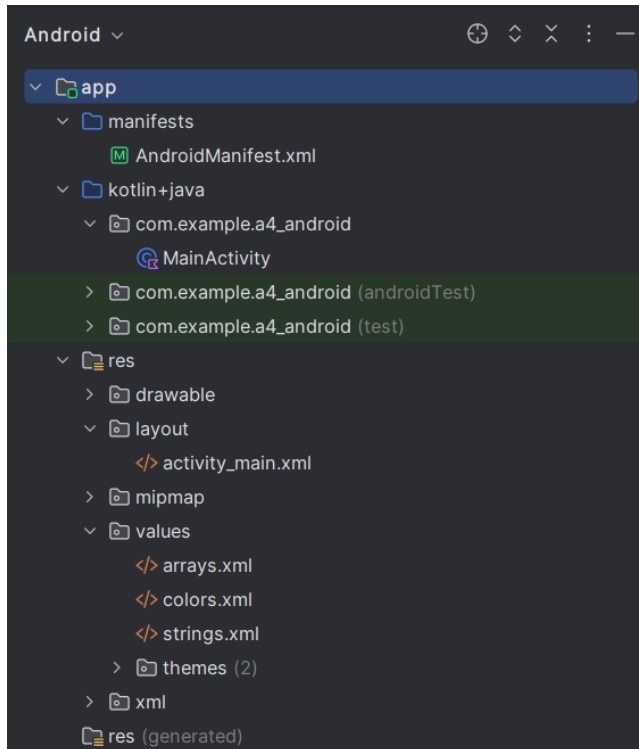 Android
app
manifests
M AndroidManifest.xml
kotlin+java
com.example.a4_android
MainActivity
com.example.a4_android (androidTest)
com.example.a4_android (test)
res
drawable
layout
</> activity_main.xml
mipmap
values
</> arrays.xml
</> colors.xml
</> strings.xml
themes (2)
xml
res (generated)